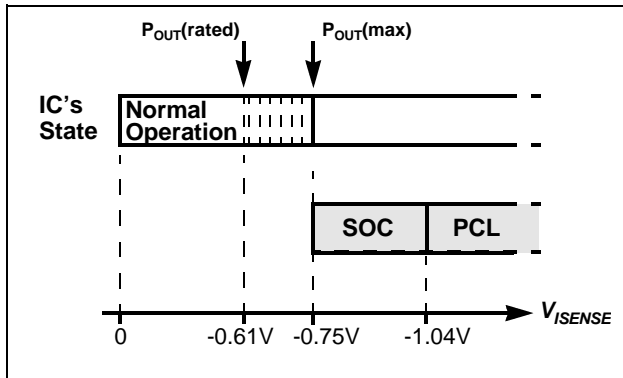 POUT(rated) POUT(max)
IC's
State
Normal
Operation
SOC PCL
VISENSE
0 -0.61V -0.75V -1.04V